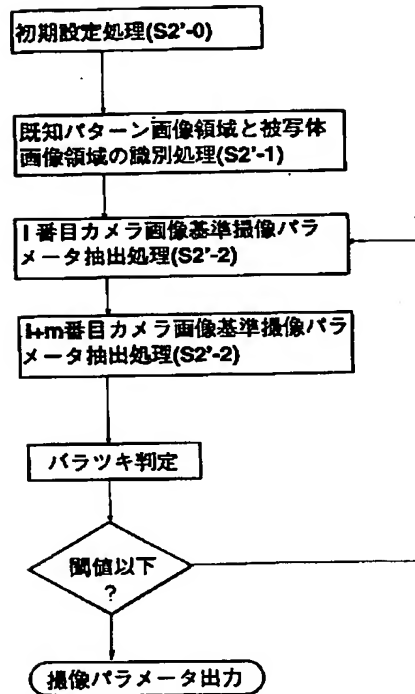 初期設定処理(S2'-0)
既知パターン画像領域と被写体
画像領域の識別処理(S2'-1)
I番目カメラ画像基準撮像パラ
メータ抽出処理(S2'-2)
I+m番目カメラ画像基準撮像パラ
メータ抽出処理(S2'-2)
バラツキ判定
閾値以下
?
撮像パラメータ出力